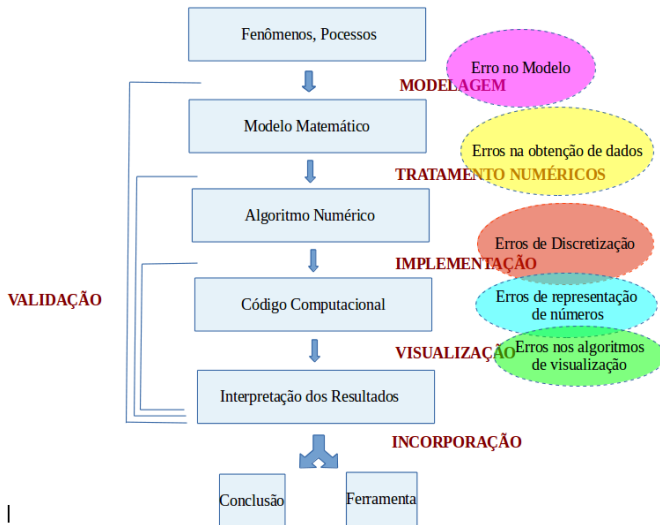 Fenômenos, Pocessos
Erro no Modelo
MODELAGEM
Modelo Matemático
Erros na obtenção de dados
TRATAMENTO NUMÉRICOS
Algoritmo Numérico
Erros de Discretização
IMPLEMENTAÇÃO
VALIDAÇÃO
Código Computacional
Erros de representação
de números
VISUALIZAÇÃO
Erros nos algoritmos
de visualização
Interpretação dos Resultados
INCORPORAÇÃO
Conclusão
Ferramenta